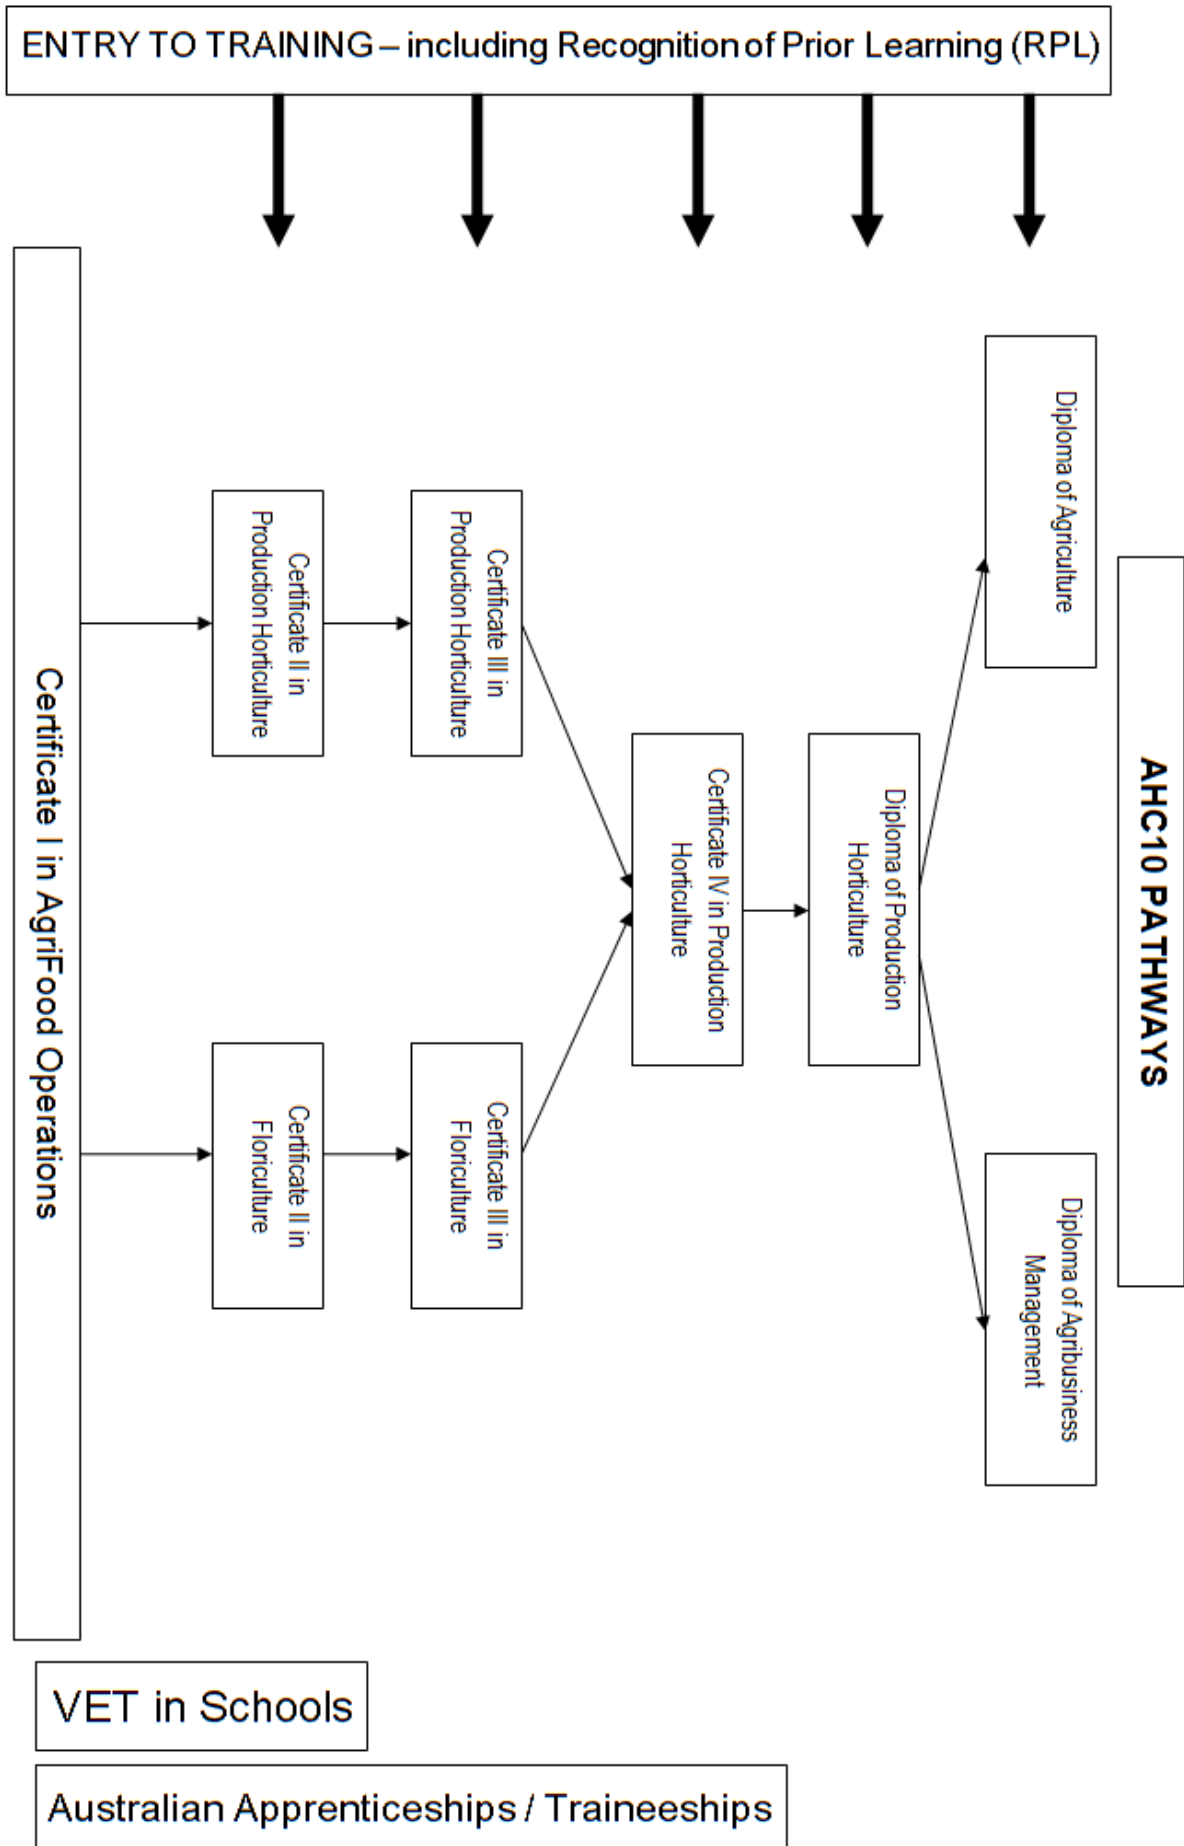 ENTRY TO TRAINING – including Recognition of Prior Learning (RPL)
AHC10 PATHWAYS
Diploma of Agriculture
Diploma of Agribusiness
Management
Diploma of Production
Horticulture
Certificate IV in Production
Horticulture
Certificate III in
Production Horticulture
Certificate III in
Floriculture
Certificate II in
Production Horticulture
Certificate II in
Floriculture
Certificate I in AgriFood Operations
VET in Schools
Australian Apprenticeships / Traineeships